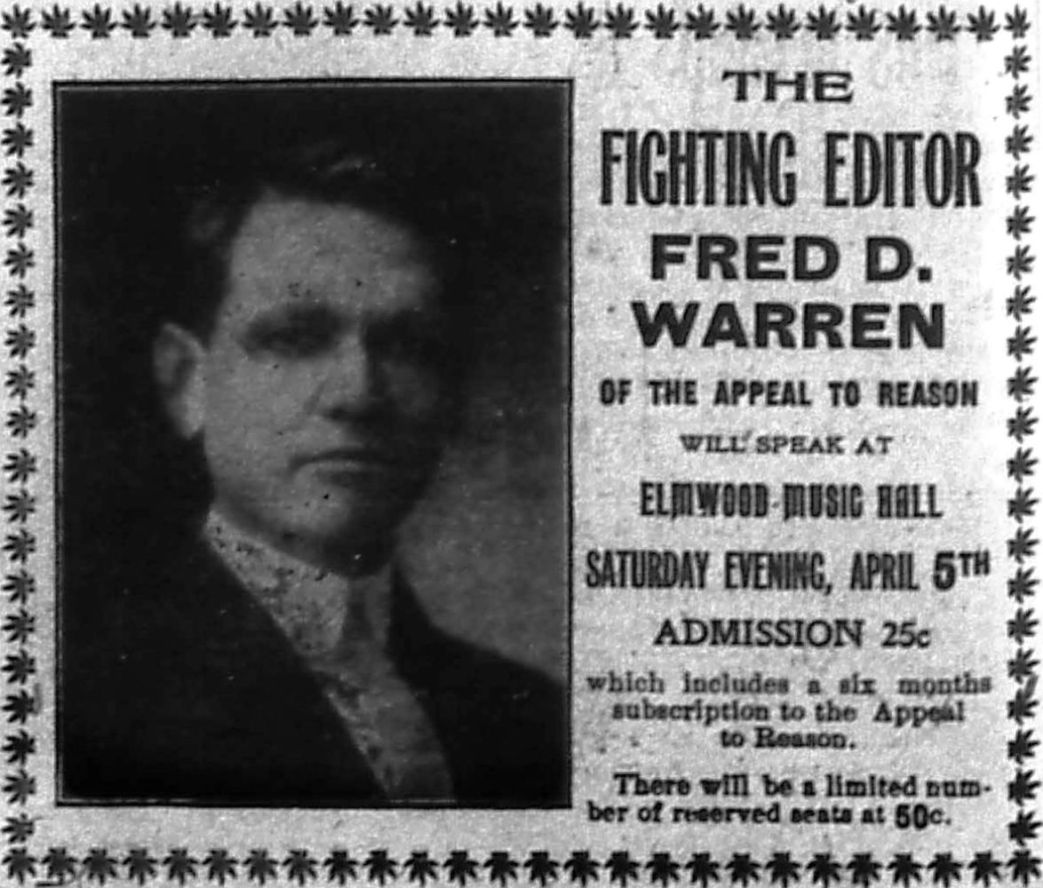 THE
FIGHTING EDITOR
FRED D.
WARREN
OF THE APPEAL TO REASON
WILL SPEAK AT
ELMWOOD MUSIC HALL
SATURDAY EVENING, APRIL 5TH
ADMISSION 25c
which includes a six months
subscription to the Appeal
to Reason.
There will be a limited num-
ber of reserved seats at 50c.